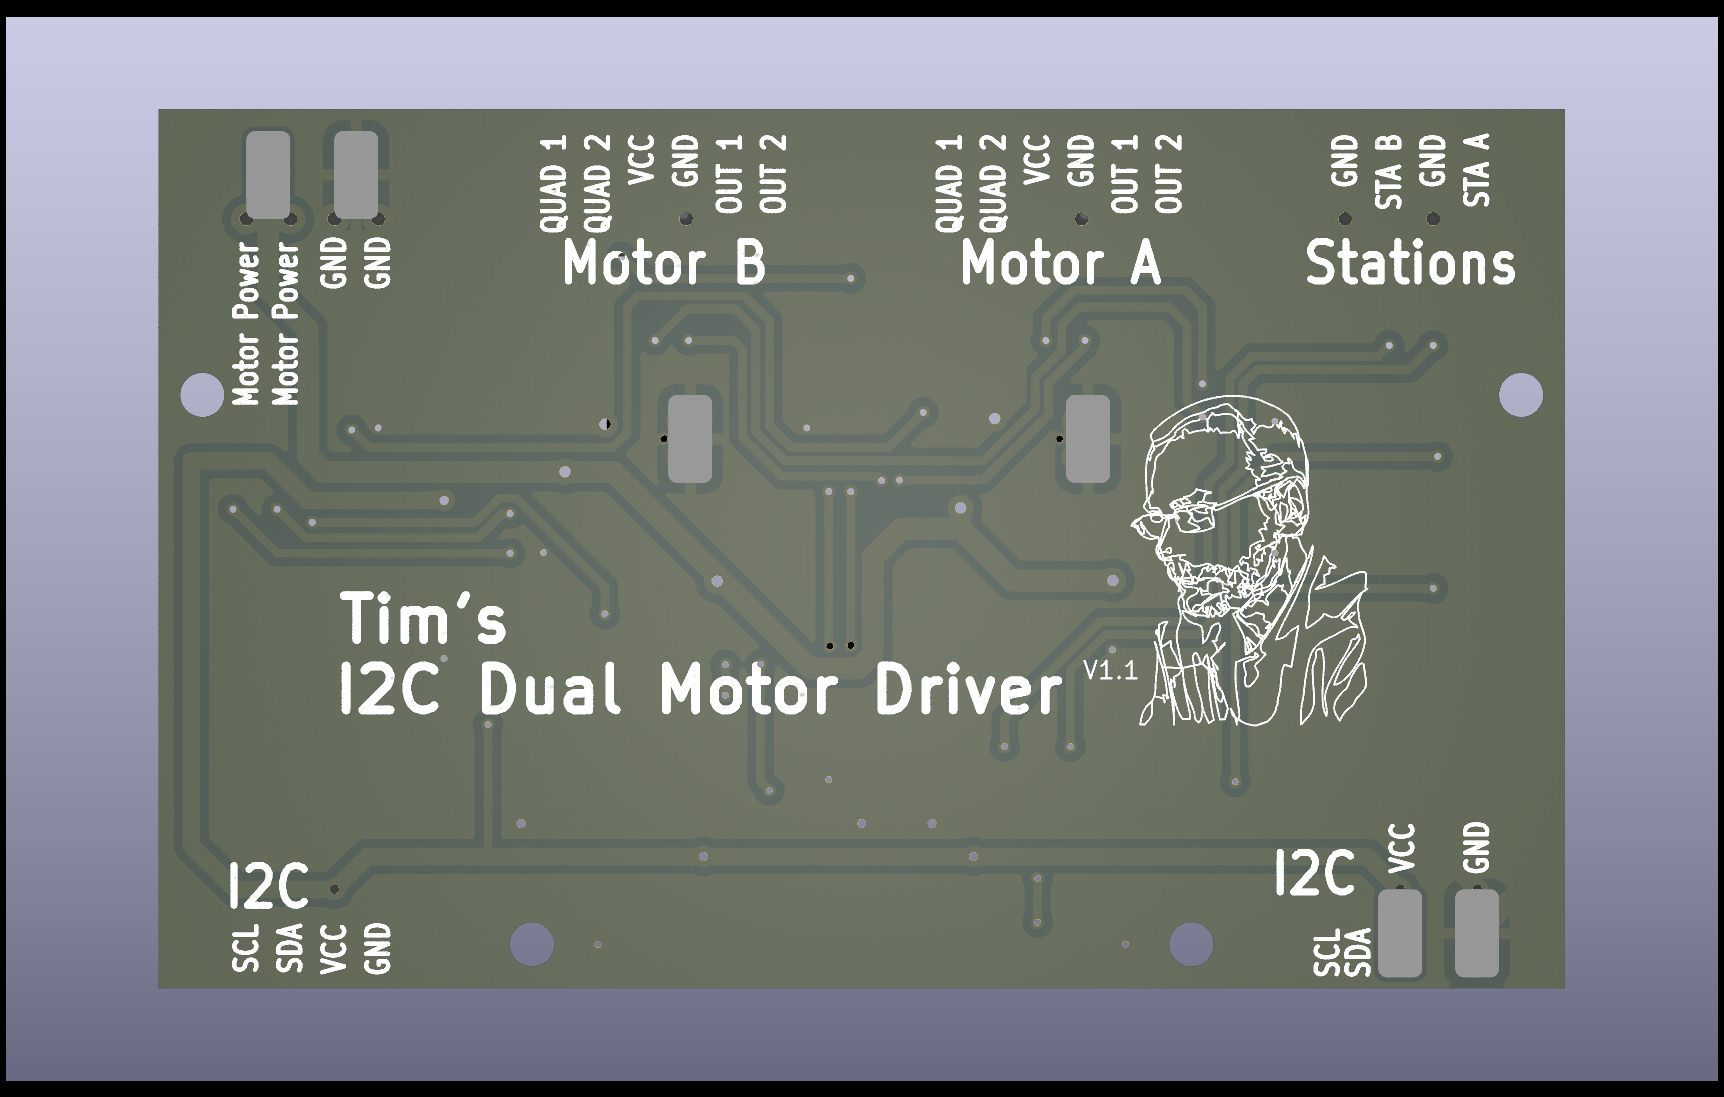 QUAD 1
QUAD 2
VCC
GND
OUT 1
OUT 2
Motor B
QUAD 1
QUAD 2
VCC
GND
OUT 1
OUT 2
Motor A
GND
STA B
GND
STA A
Stations
Motor Power
Motor Power
GND
GND
Tim's
I2C Dual Motor Driver
V1.1
I2C
SCL
SDA
VCC
GND
I2C
VCC
GND
SCL
SDA